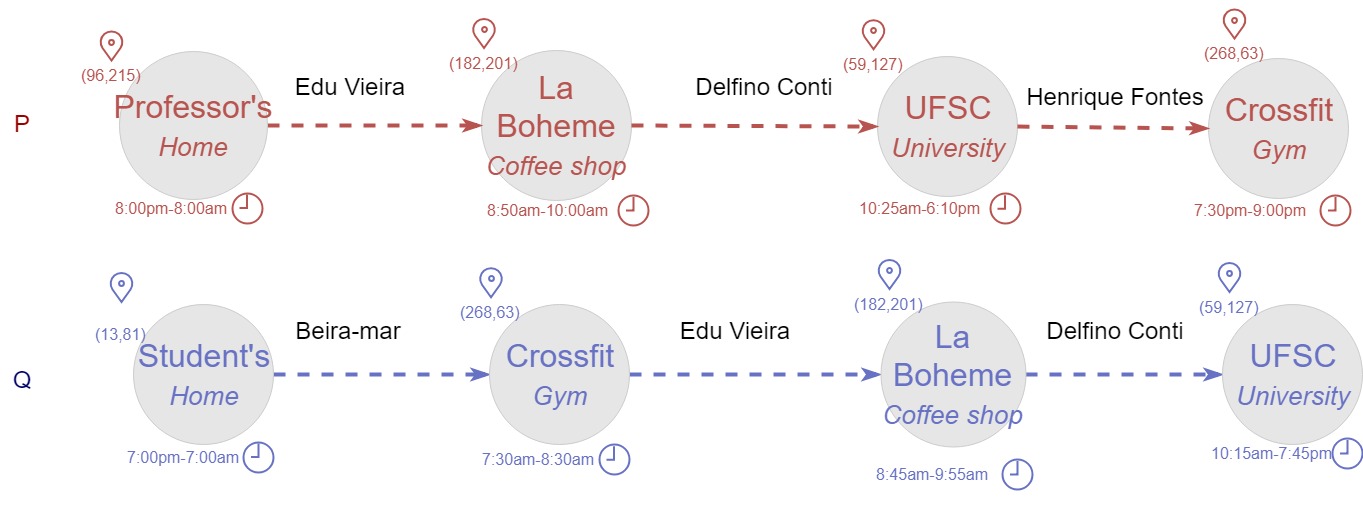 P
(96,215)
Professor's
Home
8:00pm-8:00am
Edu Vieira
(182,201)
La
Boheme
Coffee shop
8:50am-10:00am
Delfino Conti
(59,127)
UFSC
University
10:25am-6:10pm
Henrique Fontes
(268,63)
Crossfit
Gym
7:30pm-9:00pm
Q
(13,81)
Student's
Home
7:00pm-7:00am
Beira-mar
(268,63)
Crossfit
Gym
7:30am-8:30am
Edu Vieira
(182,201)
La
Boheme
Coffee shop
8:45am-9:55am
Delfino Conti
(59,127)
UFSC
University
10:15am-7:45pm